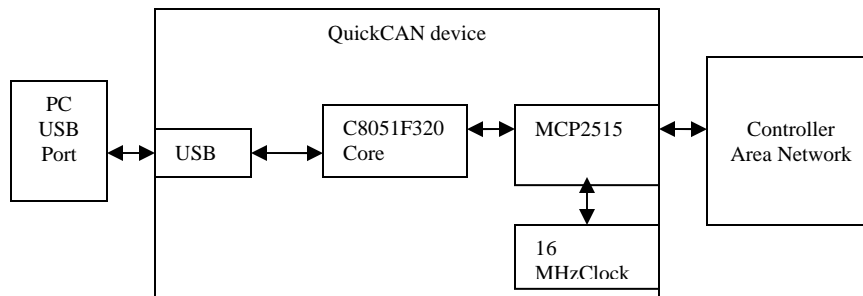 QuickCAN device
PC
USB
Port
USB
C8051F320
Core
MCP2515
Controller
Area Network
16
MHzClock